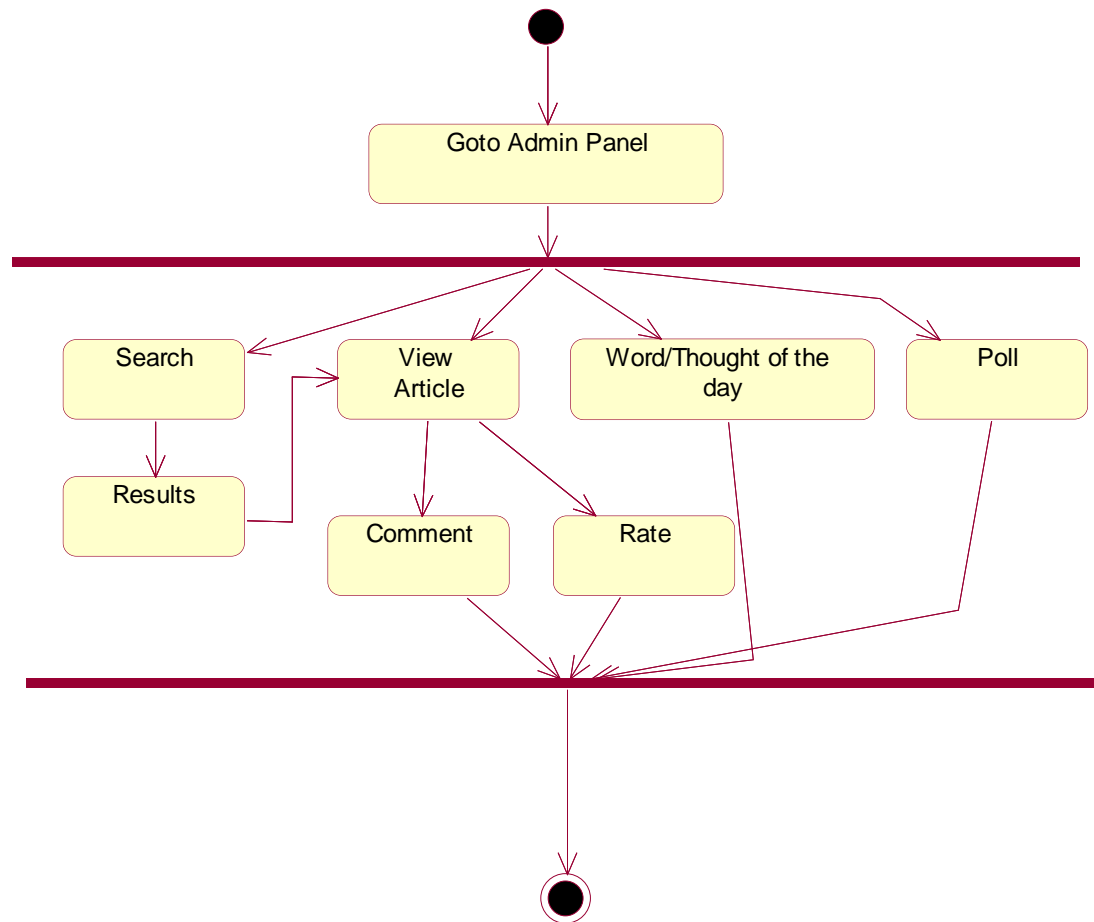 Goto Admin Panel
Search
View
Article
Word/Thought of the
day
Poll
Results
Comment
Rate